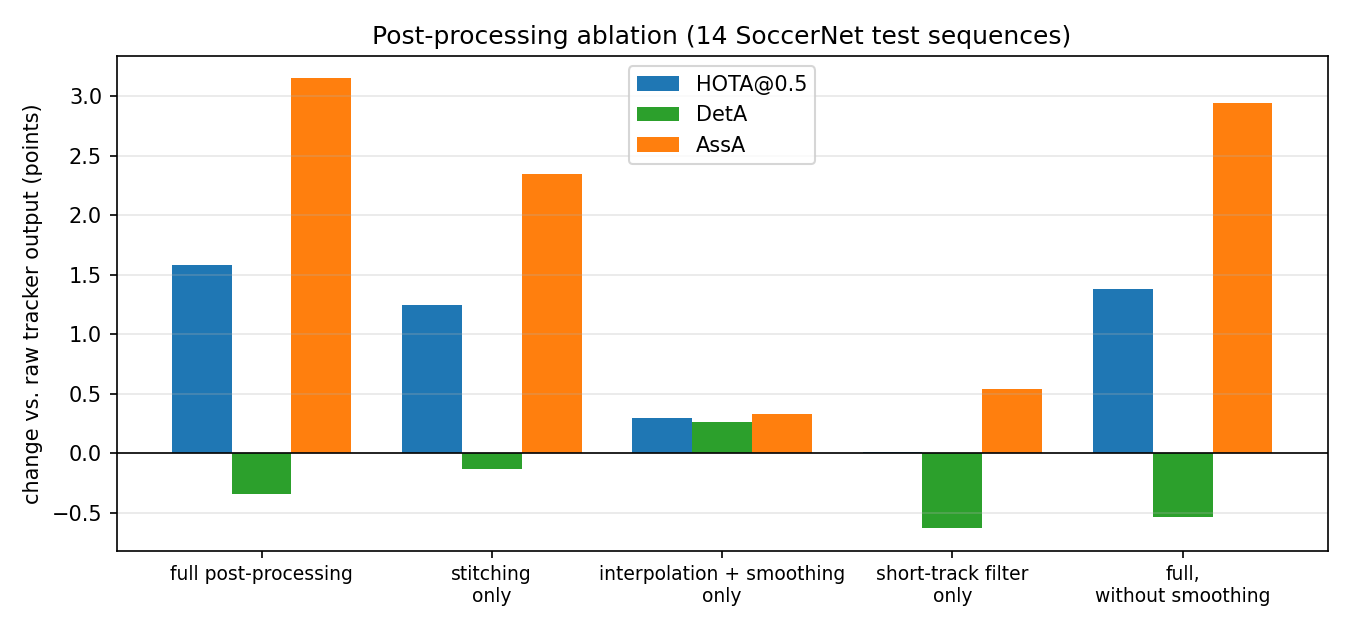 Post-processing ablation (14 SoccerNet test sequences)
change vs. raw tracker output (points)
3.0
2.5
2.0
1.5
1.0
0.5
0.0
−0.5
HOTA@0.5
DetA
AssA
full post-processing
stitching
only
interpolation + smoothing
only
short-track filter
only
full,
without smoothing